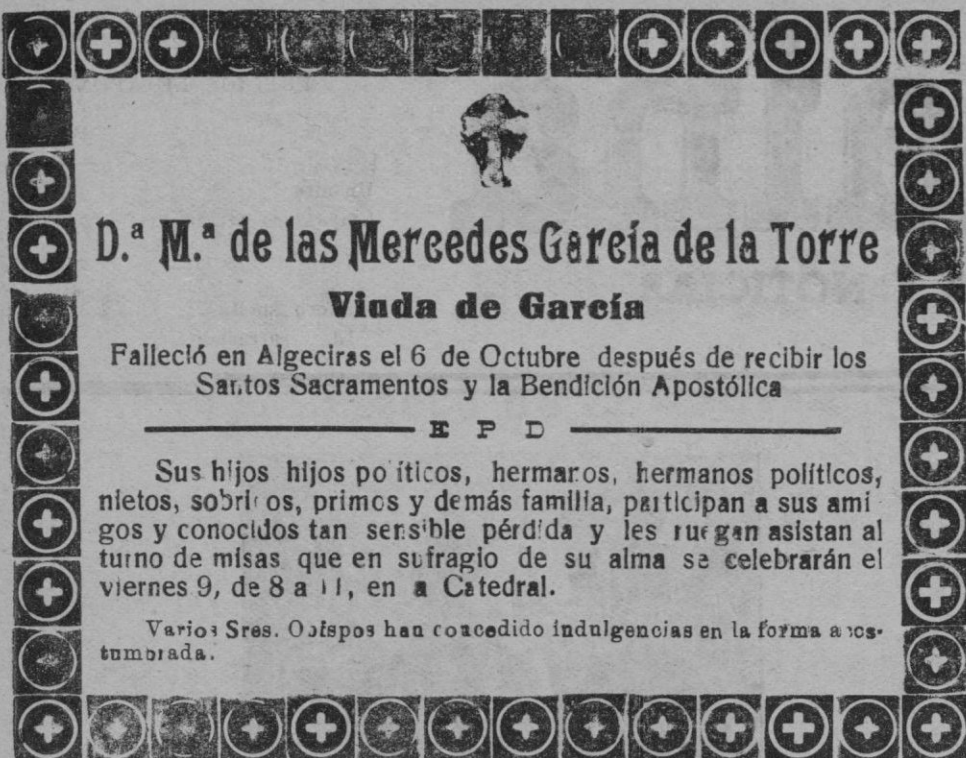 D.ª M.ª de las Mercedes García de la Torre
Viuda de García
Falleció en Algeciras el 6 de Octubre después de recibir los
Santos Sacramentos y la Bendición Apostólica
E P D
Sus hijos hijos políticos, hermanos, hermanos políticos,
nietos, sobrinos, primos y demás familia, participan a sus ami
gos y conocidos tan sensible pérdida y les ruegan asistan al
turno de misas que en sufragio de su alma se celebrarán el
viernes 9, de 8 a 11, en a Catedral.
Varios Sres. Obispos han concedido indulgencias en la forma acos-
tumbrada.